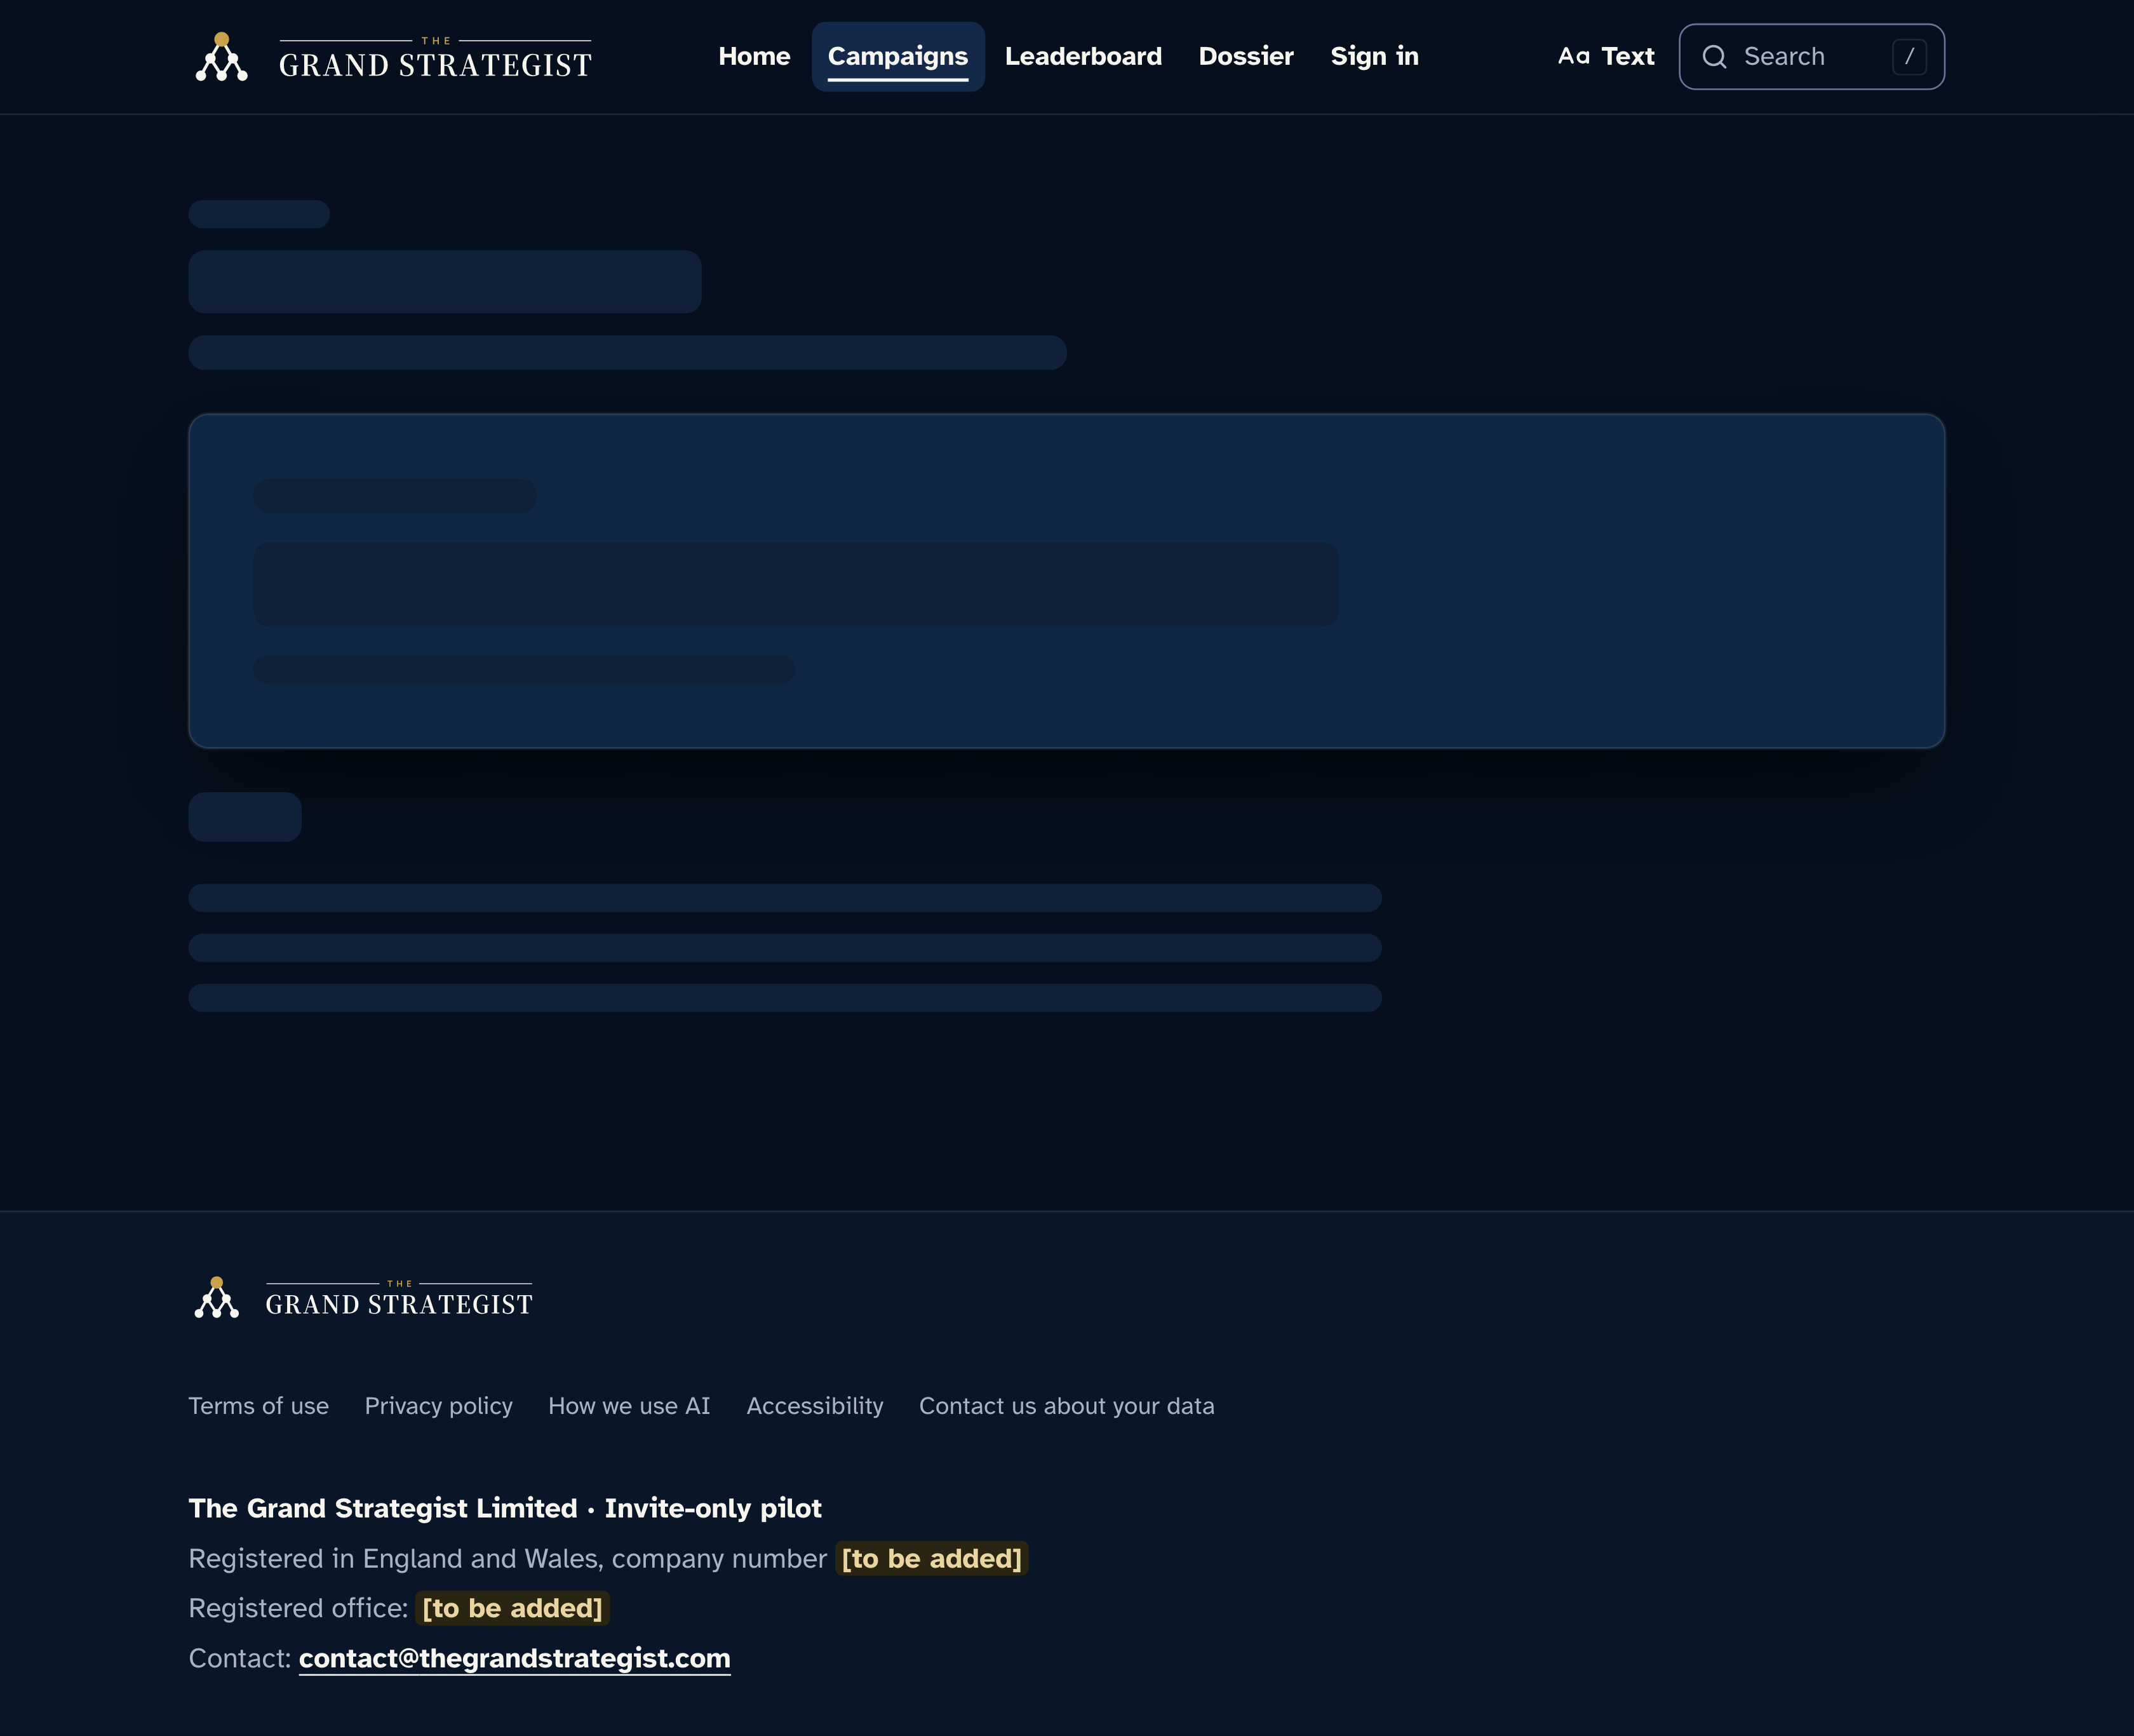 THE
GRAND STRATEGIST
Home Campaigns Leaderboard Dossier Sign in Aa Text Search /
THE
GRAND STRATEGIST
Terms of use Privacy policy How we use AI Accessibility Contact us about your data
The Grand Strategist Limited · Invite-only pilot
Registered in England and Wales, company number [to be added]
Registered office: [to be added]
Contact: contact@thegrandstrategist.com